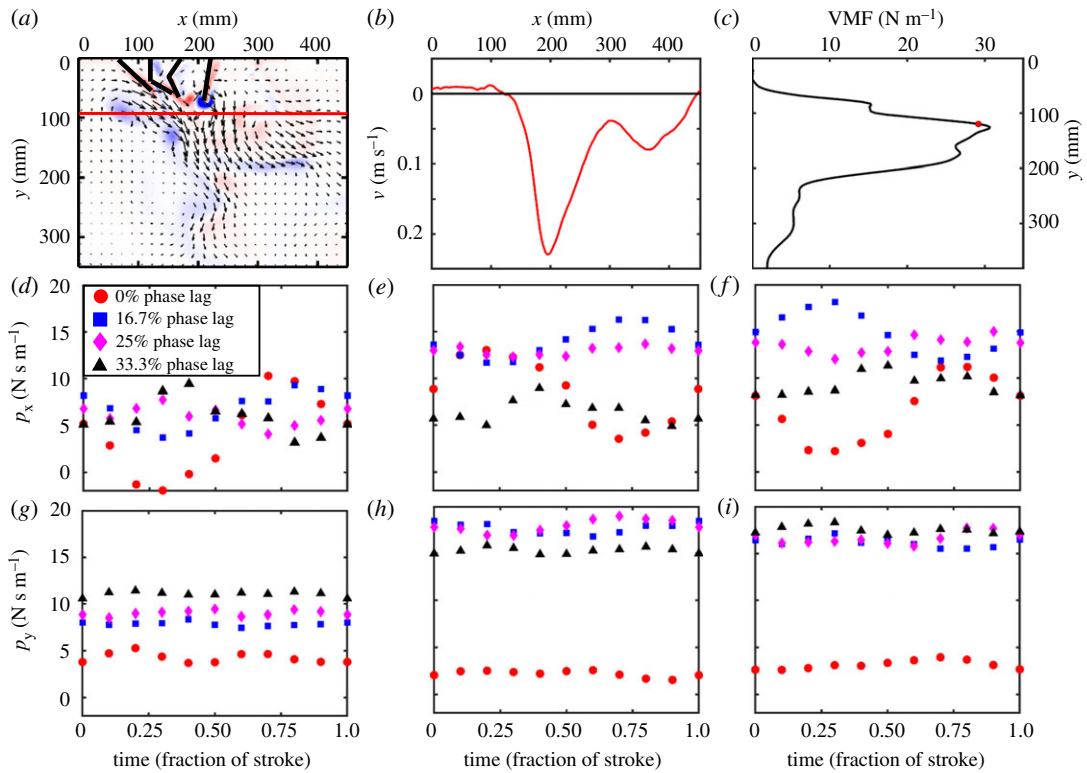 (a) x (mm) (b) x (mm) (c) VMF (N m⁻¹)
0 100 200 300 400
0 100 200 300 400
0 10 20 30
y (mm)
0
100
200
300
v (m s⁻¹)
0
0.1
0.2
y (mm)
0
100
200
300
(d) (e) (f)
0% phase lag
16.7% phase lag
25% phase lag
33.3% phase lag
pₓ (N s m⁻¹)
20
15
10
5
0
(g) (h) (i)
p_y (N s m⁻¹)
20
15
10
5
0
0 0.25 0.50 0.75 1.0
0 0.25 0.50 0.75 1.0
0 0.25 0.50 0.75 1.0
time (fraction of stroke) time (fraction of stroke) time (fraction of stroke)